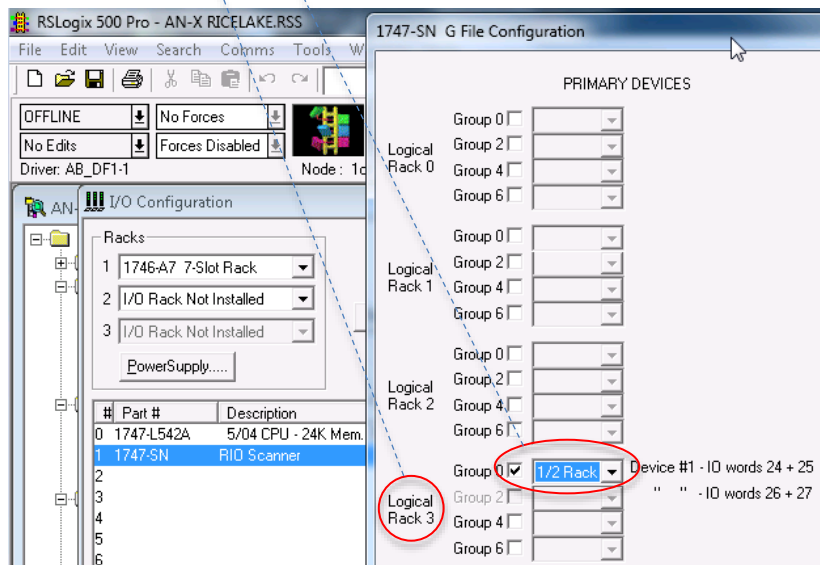 RSLogix 500 Pro - AN-X RICELAKE.RSS
File Edit View Search Comms Tools W
OFFLINE No Forces
No Edits Forces Disabled
Driver: AB_DF1-1 Node : 1o
AN-
I/O Configuration
Racks
1 1746-A7 7-Slot Rack
2 I/O Rack Not Installed
3 I/O Rack Not Installed
PowerSupply.....
# Part # Description
0 1747-L542A 5/04 CPU - 24K Mem.
1 1747-SN RIO Scanner
2
3
4
5
6
1747-SN G File Configuration
PRIMARY DEVICES
Logical Rack 0
Group 0
Group 2
Group 4
Group 6
Logical Rack 1
Group 0
Group 2
Group 4
Group 6
Logical Rack 2
Group 0
Group 2
Group 4
Group 6
Logical Rack 3
Group 0 1/2 Rack Device #1 - IO words 24 + 25
Group 2 " " - IO words 26 + 27
Group 4
Group 6